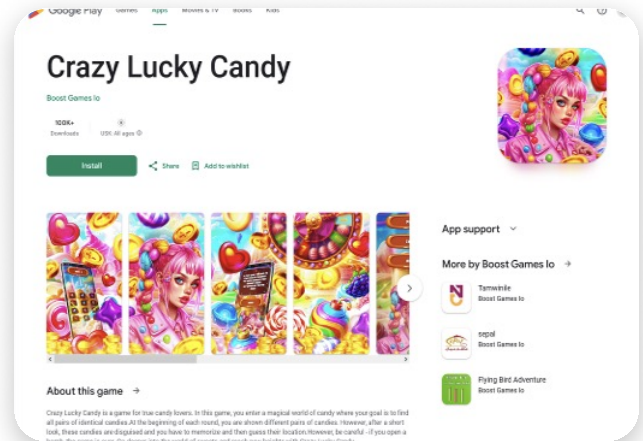 Google Play Games Apps Movies & TV Books Kids
Crazy Lucky Candy
Boost Games Io
100K+
Downloads
USK: All ages
Install
Share
Add to wishlist
App support
More by Boost Games Io
Tamwinile
Boost Games Io
sepal
Boost Games Io
Flying Bird Adventure
Boost Games Io
About this game
Crazy Lucky Candy is a game for true candy lovers. In this game, you enter a magical world of candy where your goal is to find
all pairs of identical candies.At the beginning of each round, you are shown different pairs of candies. However, after a short
look, these candies are disguised and you have to memorize and then guess their location.However, be careful - if you open a